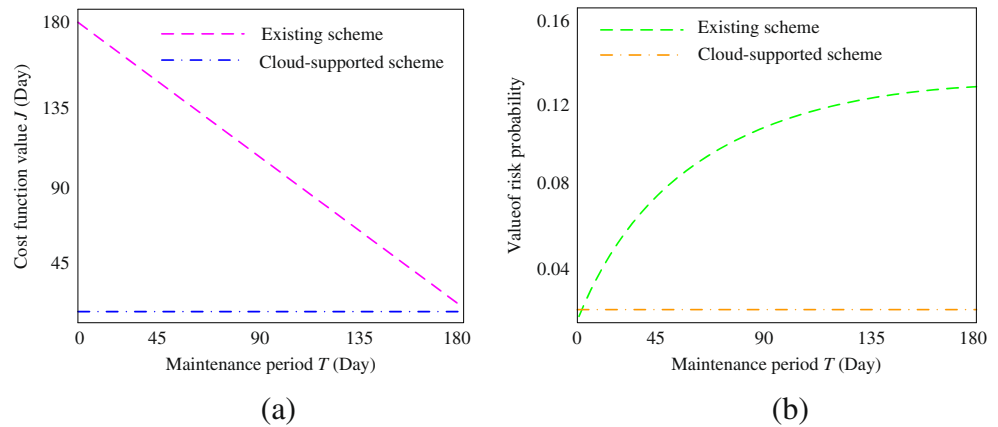 180
135
90
45
Cost function value J (Day)
Existing scheme
Cloud-supported scheme
0 45 90 135 180
Maintenance period T (Day)
(a)
0.16
0.12
0.08
0.04
Valueof risk probability
Existing scheme
Cloud-supported scheme
0 45 90 135 180
Maintenance period T (Day)
(b)